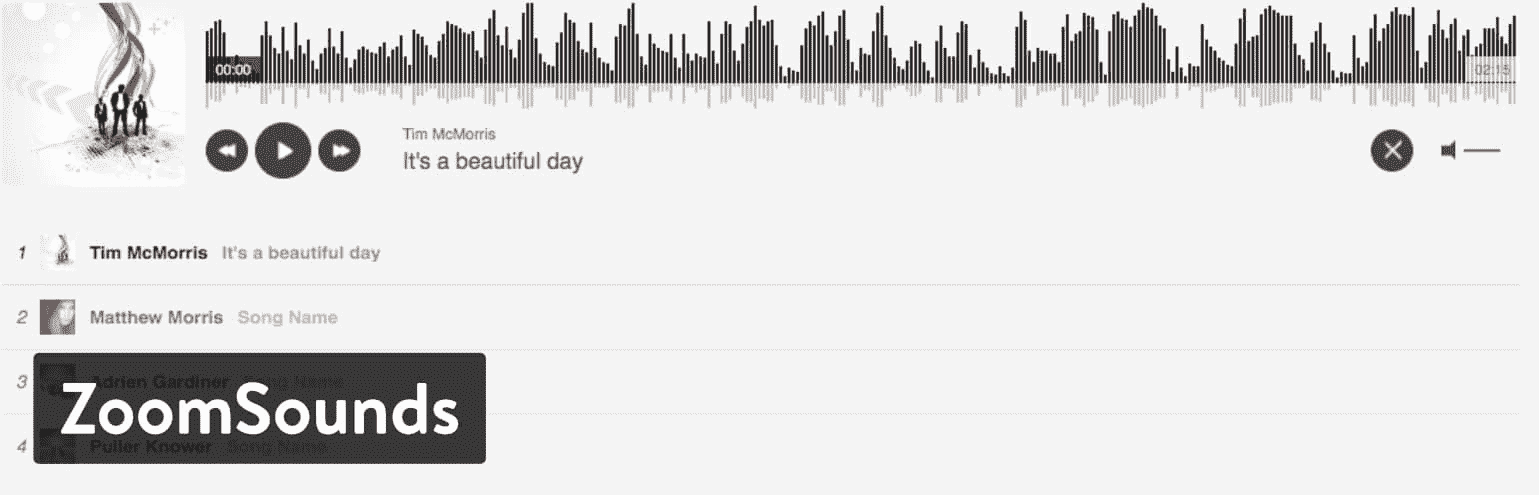 00:00
02:15
Tim McMorris
It's a beautiful day
1 Tim McMorris It's a beautiful day
2 Matthew Morris Song Name
3 Adrien Gardiner Song Name
ZoomSounds
4 Puller Knower Song Name